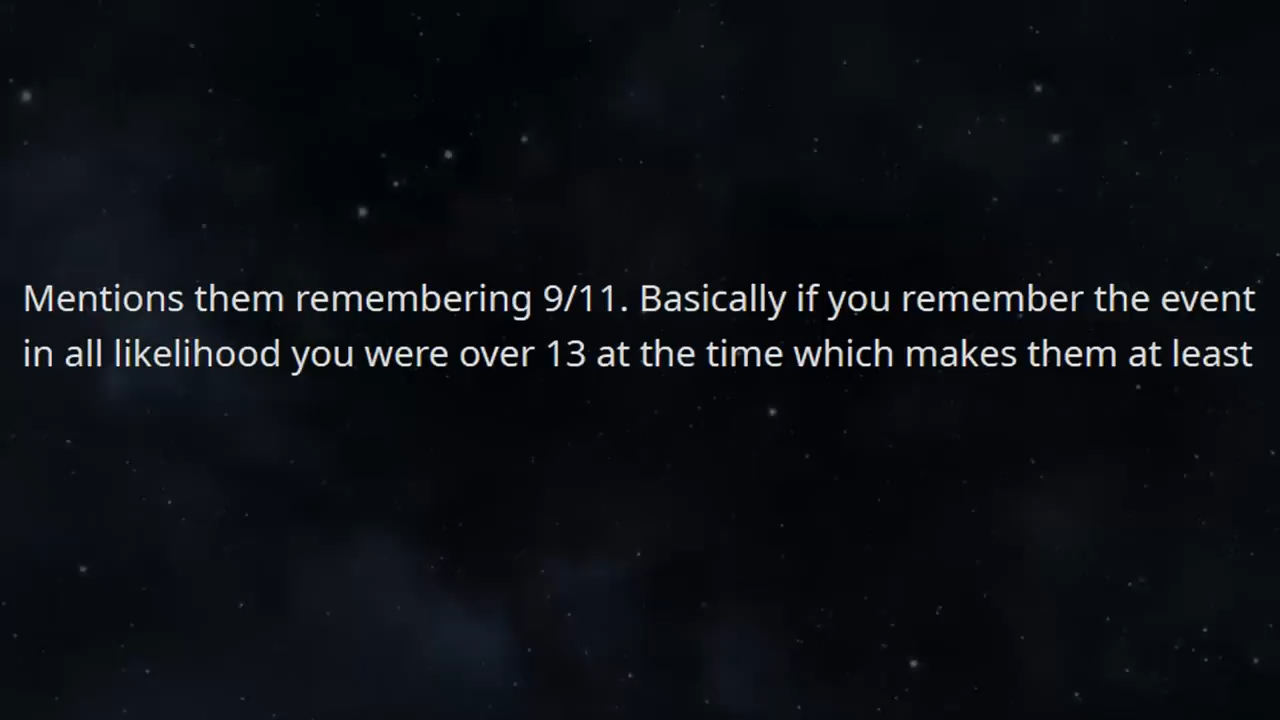 Mentions them remembering 9/11. Basically if you remember the event
in all likelihood you were over 13 at the time which makes them at least